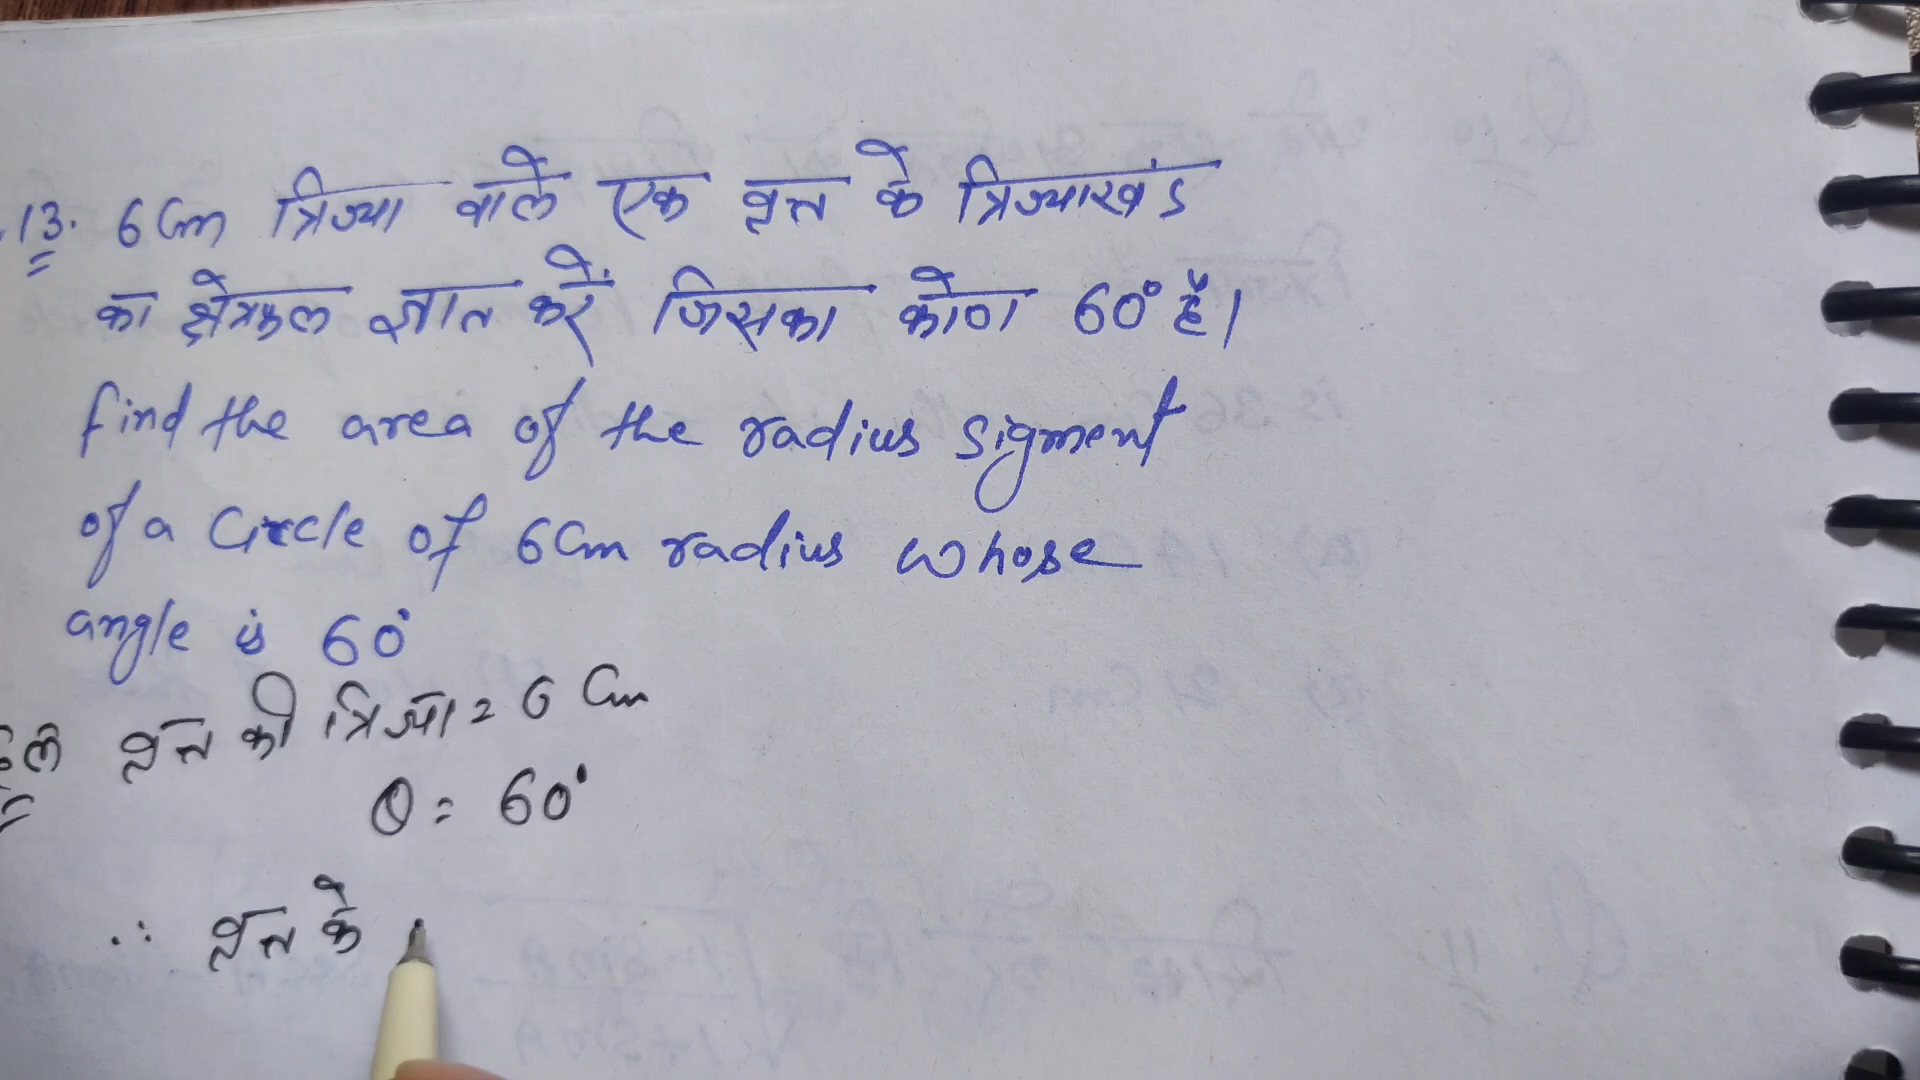 13. 6 Cm त्रिज्या वाले एक वृत्त के त्रिज्याखंड
का क्षेत्रफल ज्ञात करें जिसका कोण 60° है।
find the area of the radius sigment
of a Circle of 6 Cm radius whose
angle is 60°
हल वृत्त की त्रिज्या = 6 Cm
θ = 60°
∴ वृत्त के